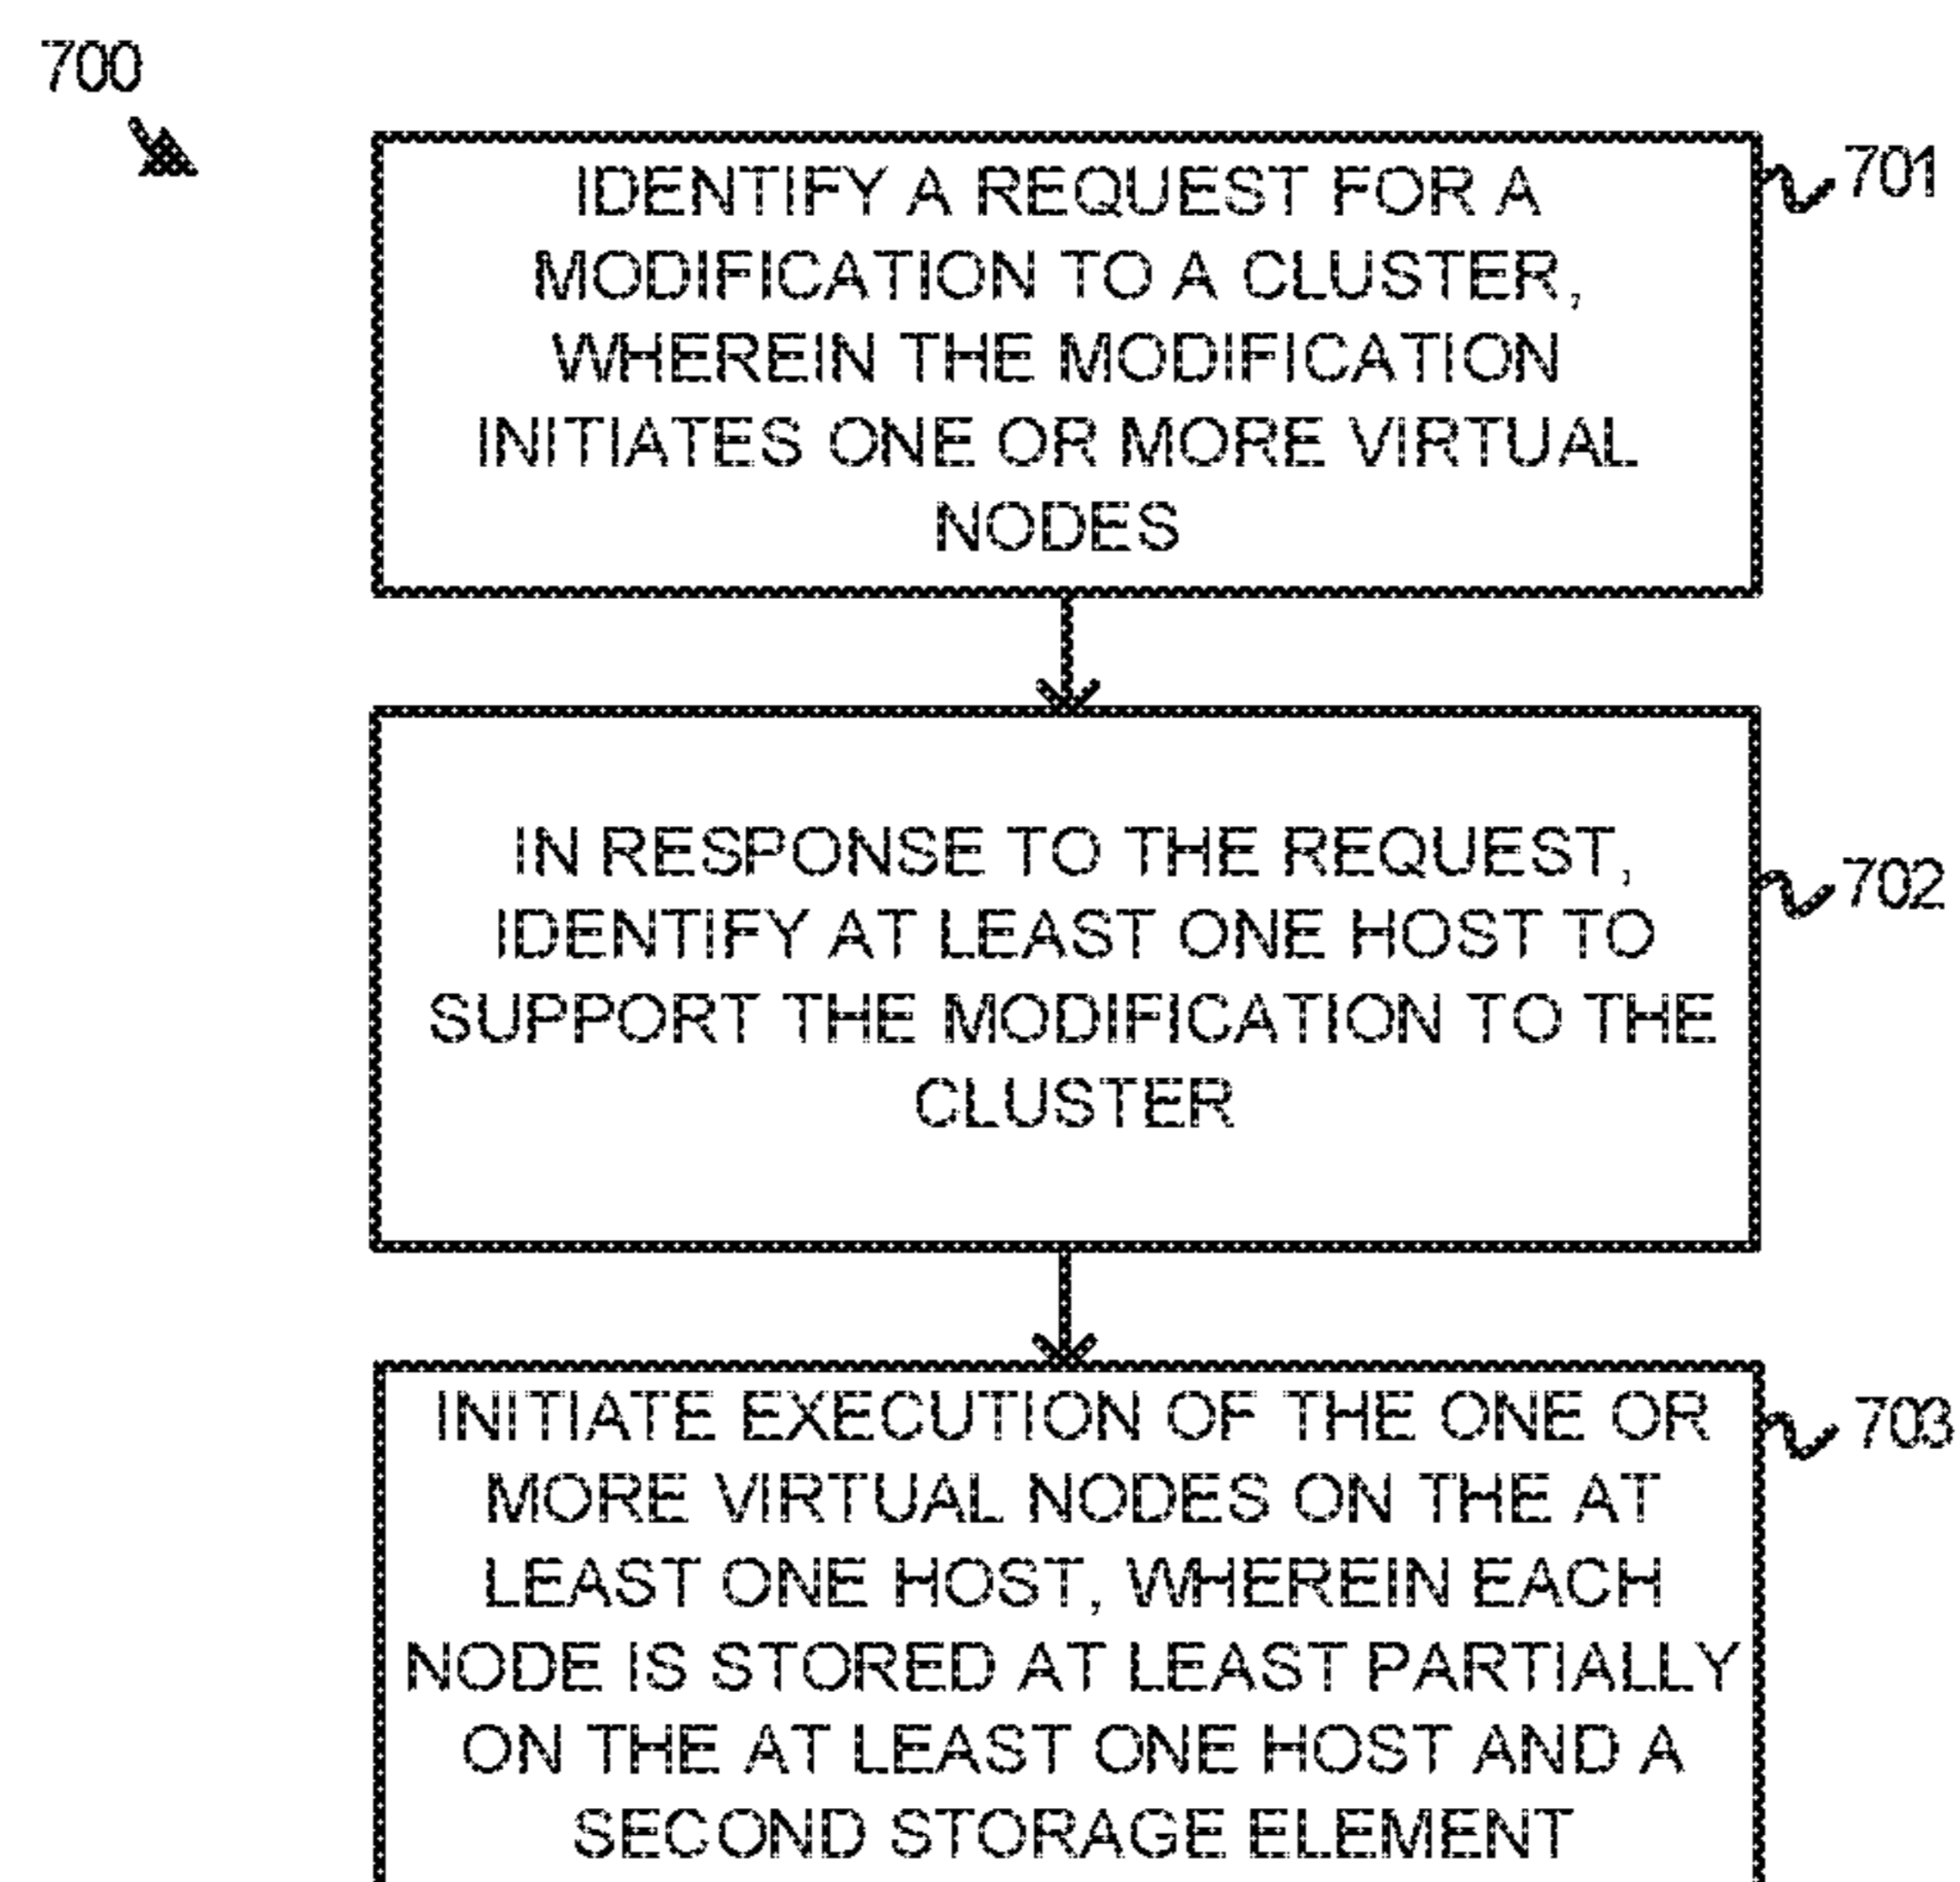 700
IDENTIFY A REQUEST FOR A
MODIFICATION TO A CLUSTER,
WHEREIN THE MODIFICATION
INITIATES ONE OR MORE VIRTUAL
NODES
701
IN RESPONSE TO THE REQUEST,
IDENTIFY AT LEAST ONE HOST TO
SUPPORT THE MODIFICATION TO THE
CLUSTER
702
INITIATE EXECUTION OF THE ONE OR
MORE VIRTUAL NODES ON THE AT
LEAST ONE HOST, WHEREIN EACH
NODE IS STORED AT LEAST PARTIALLY
ON THE AT LEAST ONE HOST AND A
SECOND STORAGE ELEMENT
703